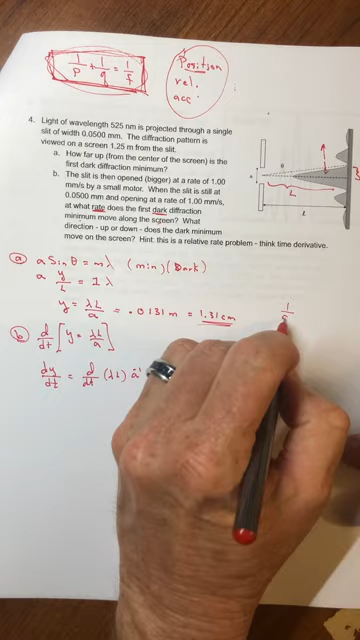 1/p + 1/q = 1/f
Position
vel.
acc.
4. Light of wavelength 525 nm is projected through a single
slit of width 0.0500 mm. The diffraction pattern is
viewed on a screen 1.25 m from the slit.
a. How far up (from the center of the screen) is the
first dark diffraction minimum?
b. The slit is then opened (bigger) at a rate of 1.00
mm/s by a small motor. When the slit is still at
0.0500 mm and opening at a rate of 1.00 mm/s,
at what rate does the first dark diffraction
minimum move along the screen? What
direction - up or down - does the dark minimum
move on the screen? Hint: this is a relative rate problem - think time derivative.
θ
a
L
ℓ
y
(a) a Sin θ = mλ (min) (Dark)
a y/L = 1λ
y = λL/a = .0131 m = 1.31 cm
(b) d/dt [y = λL/a]
dy/dt = d/dt (λL) a⁻¹